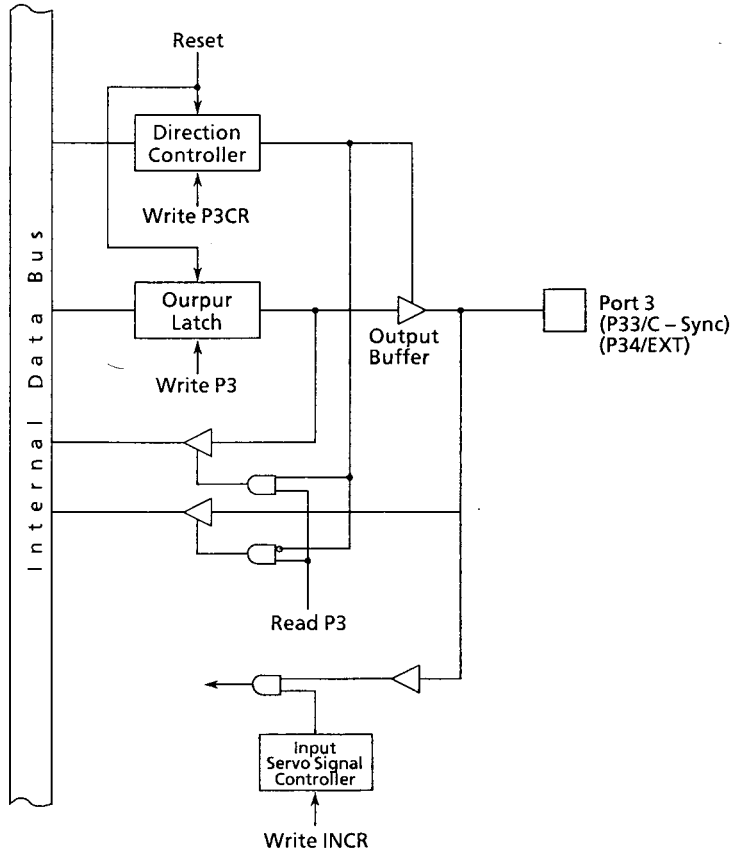 Reset
Direction
Controller
Write P3CR
Internal Data Bus
Ourpur
Latch
Write P3
Output
Buffer
Port 3
(P33/C – Sync)
(P34/EXT)
Read P3
Input
Servo Signal
Controller
Write INCR